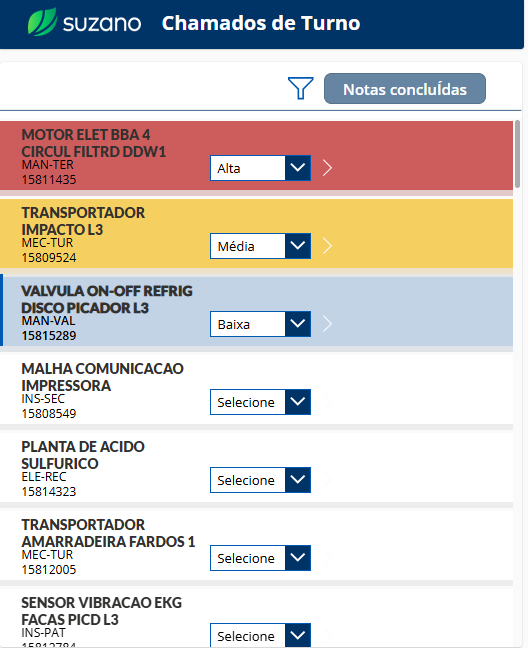 suzano Chamados de Turno
Notas concluÍdas
MOTOR ELET BBA 4
CIRCUL FILTRD DDW1
MAN-TER
15811435
Alta
TRANSPORTADOR
IMPACTO L3
MEC-TUR
15809524
Média
VALVULA ON-OFF REFRIG
DISCO PICADOR L3
MAN-VAL
15815289
Baixa
MALHA COMUNICACAO
IMPRESSORA
INS-SEC
15808549
Selecione
PLANTA DE ACIDO
SULFURICO
ELE-REC
15814323
Selecione
TRANSPORTADOR
AMARRADEIRA FARDOS 1
MEC-TUR
15812005
Selecione
SENSOR VIBRACAO EKG
FACAS PICD L3
INS-PAT
Selecione